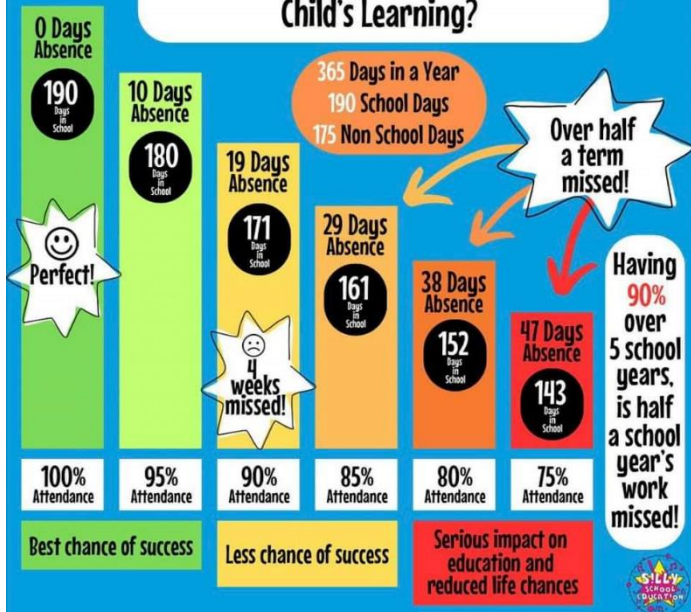 Child's Learning?
0 Days
Absence
190
Days
in
School
Perfect!
10 Days
Absence
180
Days
in
School
365 Days in a Year
190 School Days
175 Non School Days
Over half
a term
missed!
19 Days
Absence
171
Days
in
School
4
weeks
missed!
29 Days
Absence
161
Days
in
School
38 Days
Absence
152
Days
in
School
47 Days
Absence
143
Days
in
School
Having
90%
over
5 school
years,
is half
a school
year's
work
missed!
100%
Attendance
95%
Attendance
90%
Attendance
85%
Attendance
80%
Attendance
75%
Attendance
Best chance of success
Less chance of success
Serious impact on
education and
reduced life chances
SILLY
SCHOOL
EDUCATION